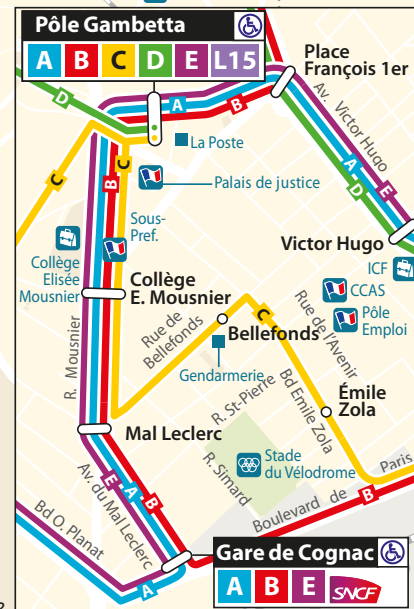 Pôle Gambetta
A B C D E L15
Place
François 1er
D
A
B
Av. Victor Hugo
La Poste
C
C
B
Palais de justice
A
E
D
Sous-
Pref.
Victor Hugo
Collège
Elisée
Mousnier
ICF
CCAS
Collège
E. Mousnier
Pôle
Emploi
R. Mousnier
Rue de
Bellefonds
C
Bellefonds
Rue de l'Avenir
Gendarmerie
R. St-Pierre
Bd Emile Zola
Émile
Zola
Mal Leclerc
Stade
du Vélodrome
R. Simard
E A B
Av. du Mal Leclerc
Boulevard de Paris
B
Bd O. Planat
Gare de Cognac
A B E SNCF
A